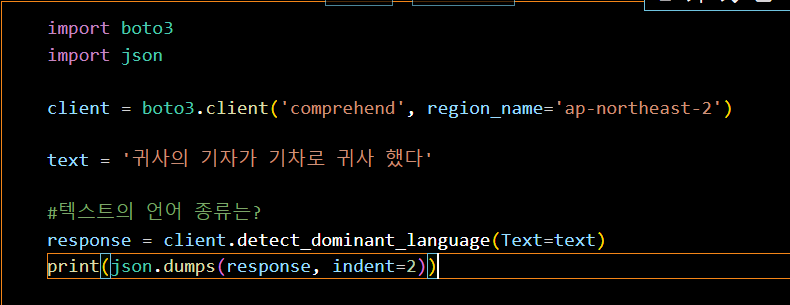 import boto3
import json
client = boto3.client('comprehend', region_name='ap-northeast-2')
text = '귀사의 기자가 기차로 귀사 했다'
#텍스트의 언어 종류는?
response = client.detect_dominant_language(Text=text)
print(json.dumps(response, indent=2))